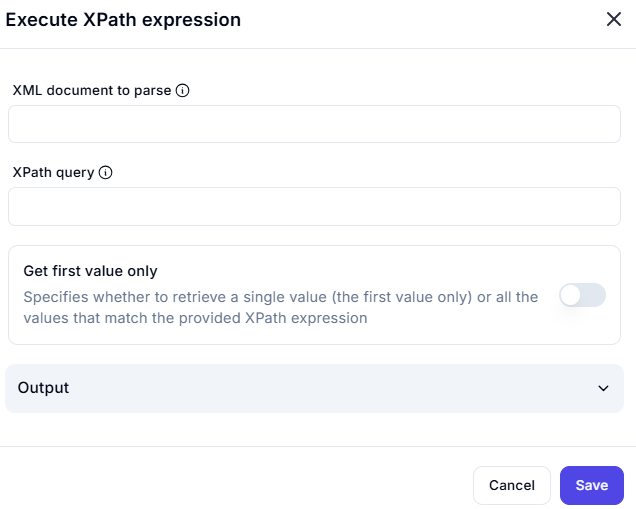 Execute XPath expression
XML document to parse
XPath query
Get first value only
Specifies whether to retrieve a single value (the first value only) or all the
values that match the provided XPath expression
Output
Cancel
Save